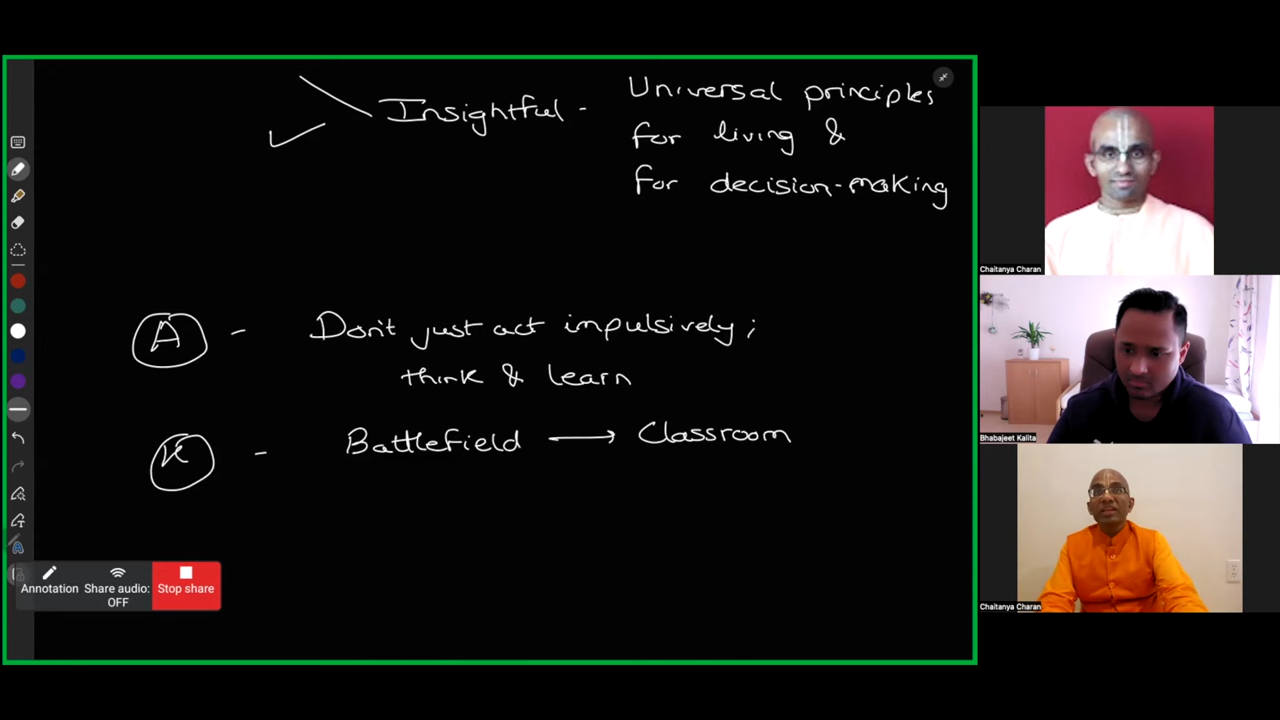 Insightful - Universal principles
for living &
for decision-making
A - Don't just act impulsively;
think & learn
K - Battlefield → Classroom
Annotation
Share audio:
OFF
Stop share
Chaitanya Charan
Bhabajeet Kalita
Chaitanya Charan